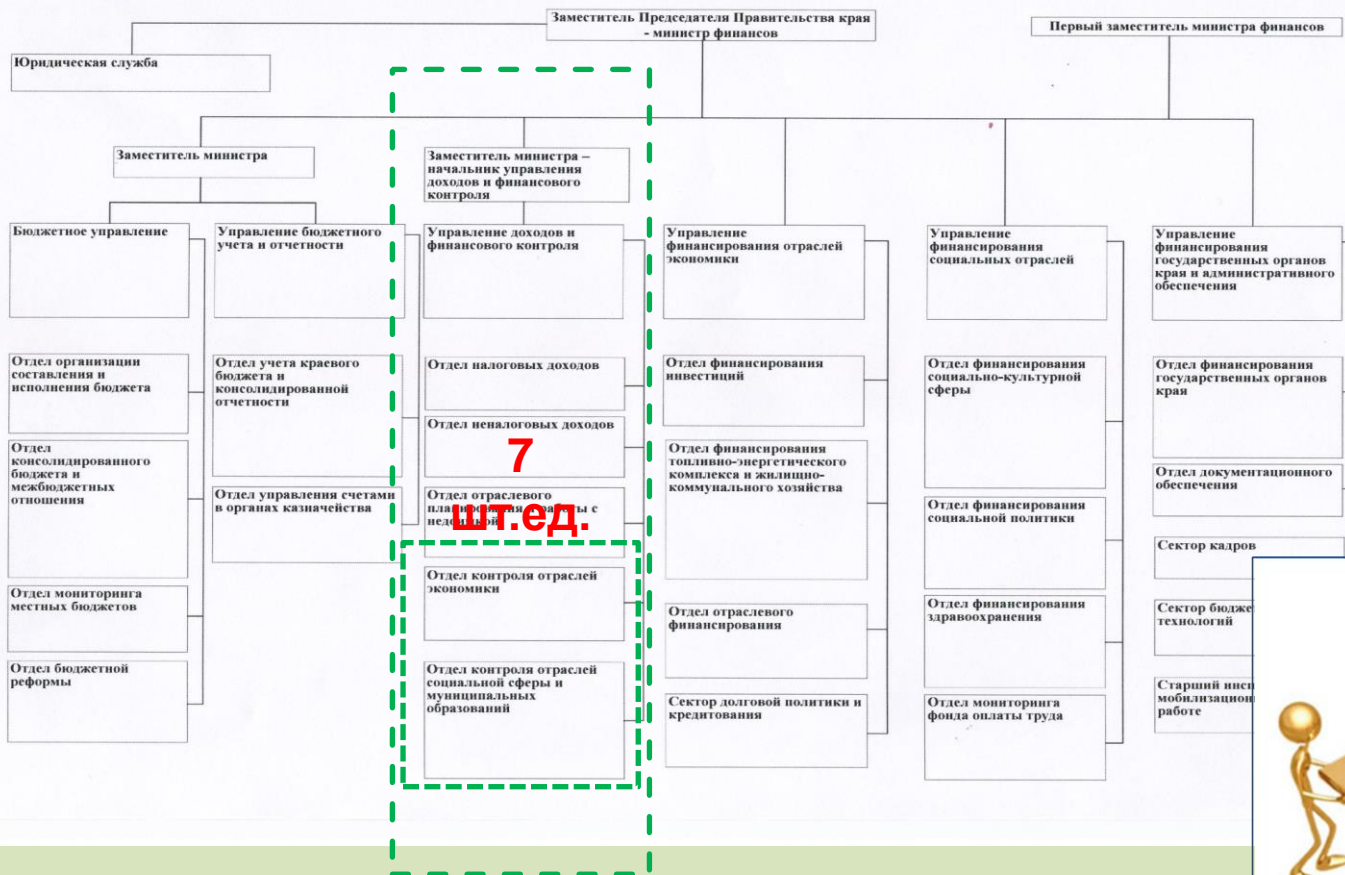 Заместитель Председателя Правительства края
- министр финансов
Первый заместитель министра финансов
Юридическая служба
Заместитель министра
Заместитель министра –
начальник управления
доходов и финансового
контроля
Бюджетное управление
Управление бюджетного
учета и отчетности
Управление доходов и
финансового контроля
Управление
финансирования отраслей
экономики
Управление
финансирования
социальных отраслей
Управление
финансирования
государственных органов
края и административного
обеспечения
Отдел организации
составления и
исполнения бюджета
Отдел
консолидированного
бюджета и
межбюджетных
отношения
Отдел мониторинга
местных бюджетов
Отдел бюджетной
реформы
Отдел учета краевого
бюджета и
консолидированной
отчетности
Отдел управления счетами
в органах казначейства
Отдел налоговых доходов
Отдел неналоговых доходов
7
шт.ед.
Отдел отраслевого
с
Отдел контроля отраслей
экономики
Отдел контроля отраслей
социальной сферы и
муниципальных
образований
Отдел финансирования
инвестиций
Отдел финансирования
топливно-энергетического
комплекса и жилищно-
коммунального хозяйства
Отдел отраслевого
финансирования
Сектор долговой политики и
кредитования
Отдел финансирования
социально-культурной
сферы
Отдел финансирования
социальной политики
Отдел финансирования
здравоохранения
Отдел мониторинга
фонда оплаты труда
Отдел финансирования
государственных органов
края
Отдел документационного
обеспечения
Сектор кадров
Сектор
технологий
Старший
работе